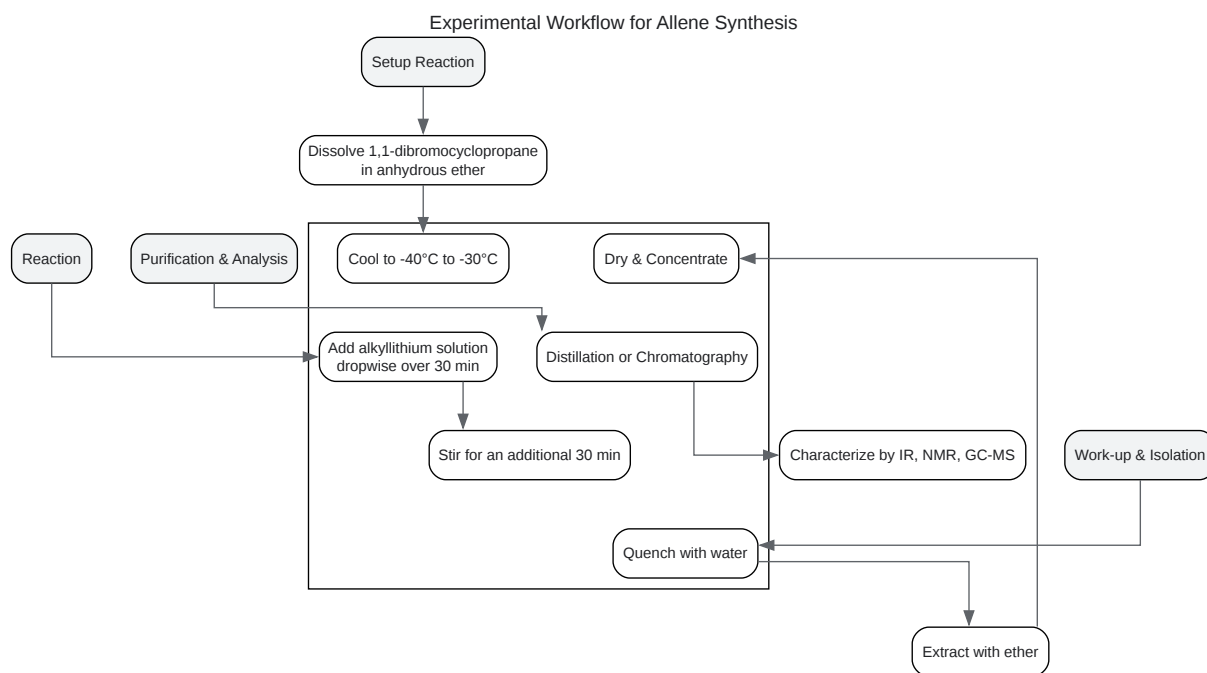 Experimental Workflow for Allene Synthesis
Setup Reaction
Dissolve 1,1-dibromocyclopropane
in anhydrous ether
Reaction
Purification & Analysis
Cool to -40°C to -30°C
Dry & Concentrate
Add alkyllithium solution
dropwise over 30 min
Distillation or Chromatography
Stir for an additional 30 min
Characterize by IR, NMR, GC-MS
Work-up & Isolation
Quench with water
Extract with ether